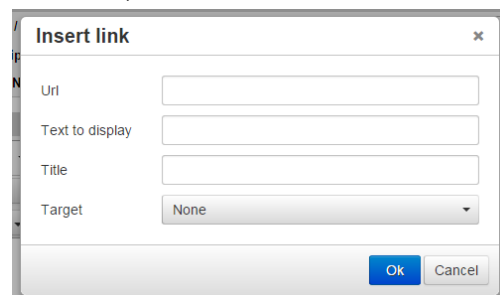 Insert link ×
Url
Text to display
Title
Target None
Ok Cancel